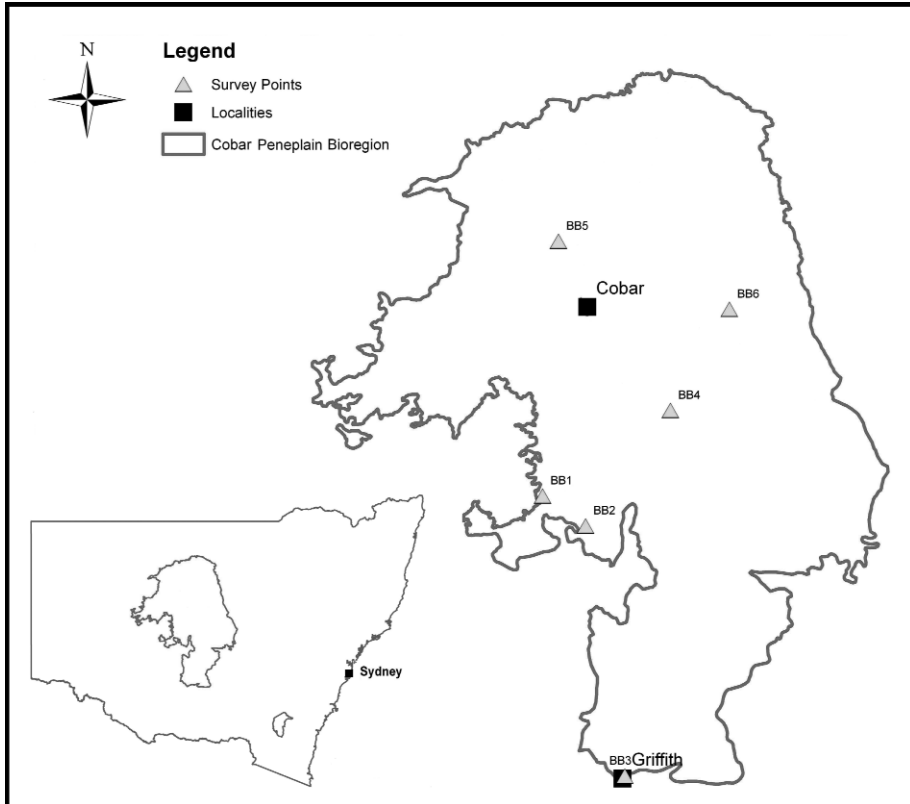 N
Legend
Survey Points
Localities
Cobar Peneplain Bioregion
BB5
Cobar
BB6
BB4
BB1
BB2
Sydney
BB3
Griffith